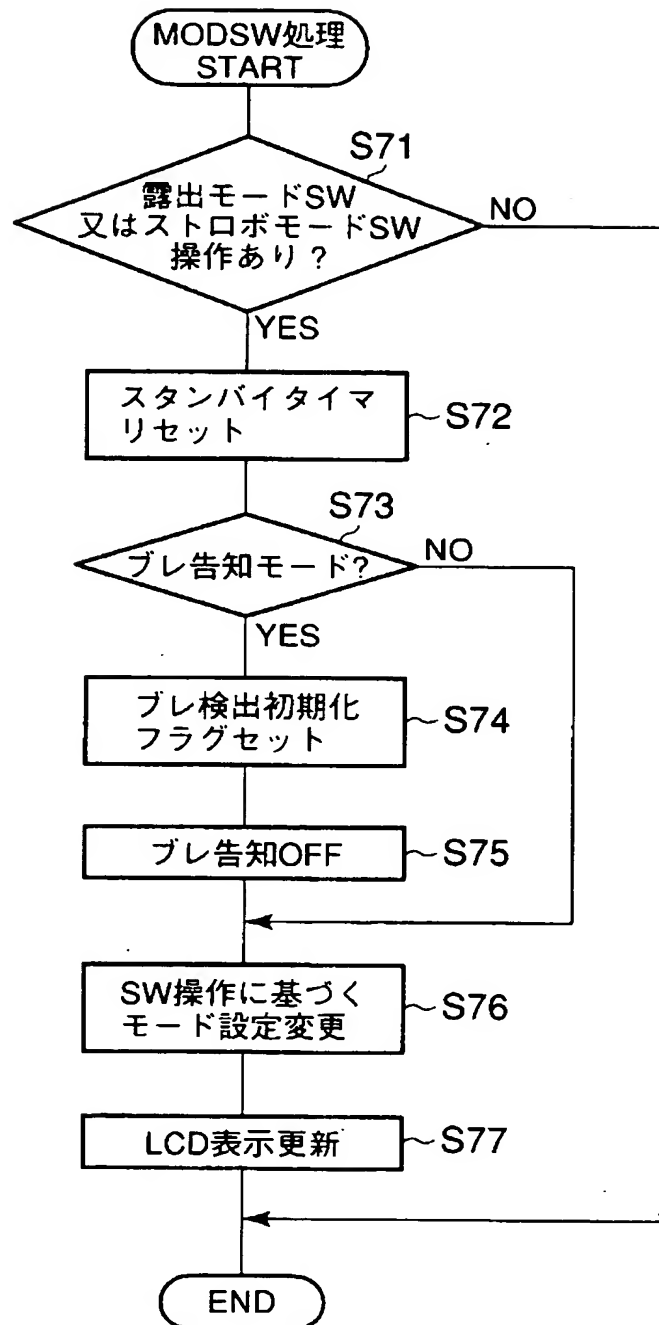 MODSW処理
START
S71
露出モードSW
又はストロボモードSW
操作あり?
NO
YES
スタンバイタイマ
リセット
S72
S73
ブレ告知モード?
NO
YES
ブレ検出初期化
フラグセット
S74
ブレ告知OFF
S75
SW操作に基づく
モード設定変更
S76
LCD表示更新
S77
END